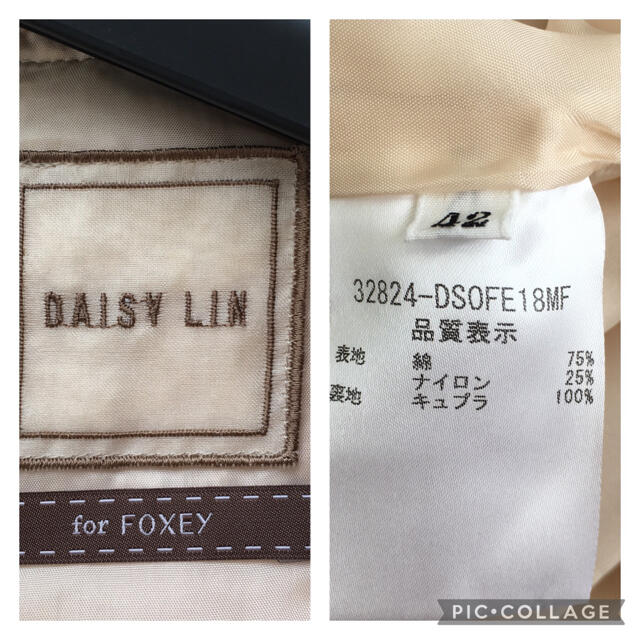 DAISY LIN
for FOXEY
42
32824-DSOFE18MF
品質表示
表地 綿 75%
ナイロン 25%
裏地 キュプラ 100%
PIC•COLLAGE